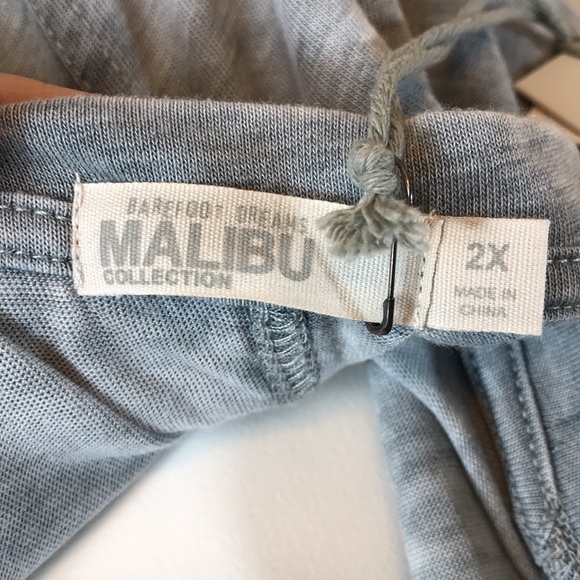 BAREFOOT DREAMS
MALIBU
COLLECTION
2X
MADE IN
CHINA